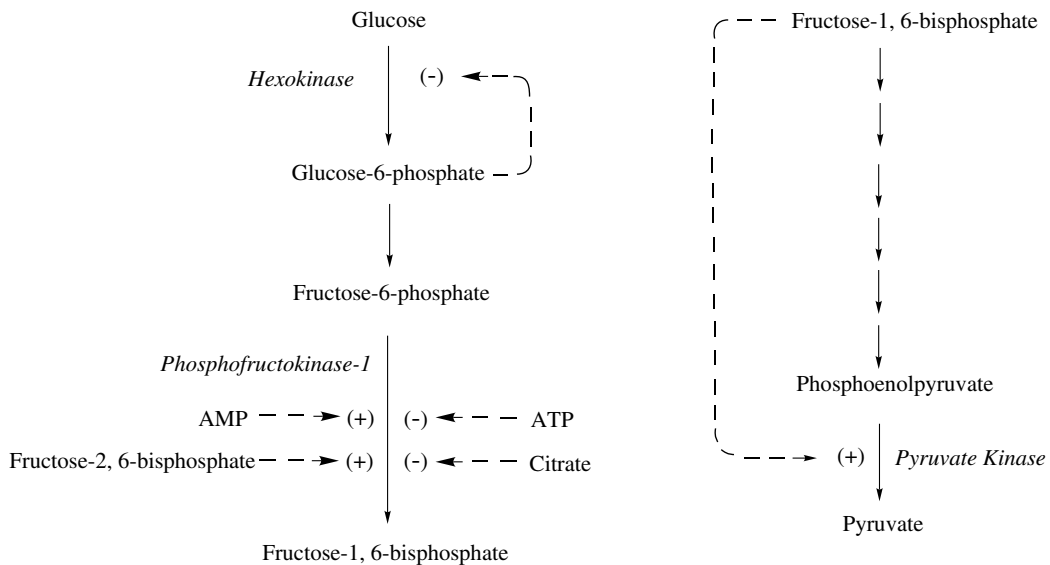 Glucose
Hexokinase (-)
Glucose-6-phosphate
Fructose-6-phosphate
Phosphofructokinase-1
AMP (+) (-) ATP
Fructose-2, 6-bisphosphate (+) (-) Citrate
Fructose-1, 6-bisphosphate
Fructose-1, 6-bisphosphate
Phosphoenolpyruvate
(+) Pyruvate Kinase
Pyruvate